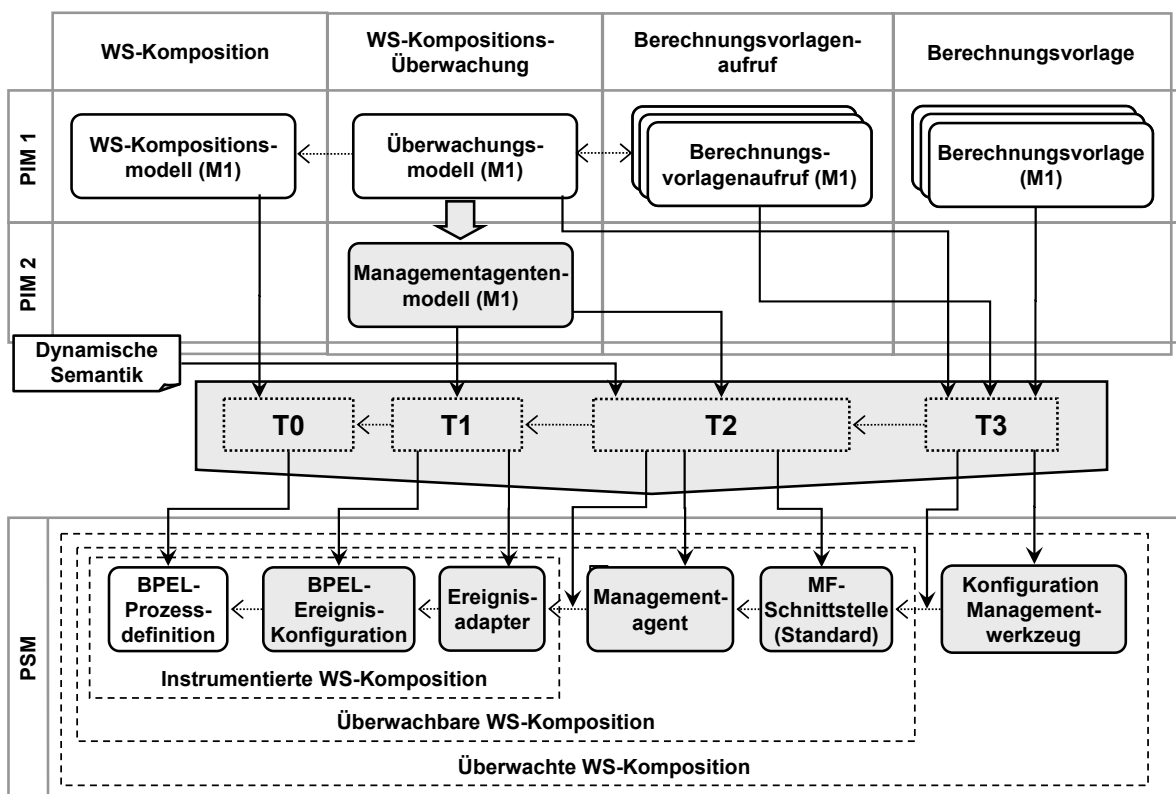 WS-Komposition
WS-Kompositions-
Überwachung
Berechnungsvorlagen-
aufruf
Berechnungsvorlage
PIM 1
WS-Kompositions-
modell (M1)
Überwachungs-
modell (M1)
Berechnungs-
vorlagenaufruf (M1)
Berechnungsvorlage
(M1)
PIM 2
Managementagenten-
modell (M1)
Dynamische
Semantik
T0
T1
T2
T3
PSM
BPEL-
Prozess-
definition
BPEL-
Ereignis-
Konfiguration
Ereignis-
adapter
Management-
agent
MF-
Schnittstelle
(Standard)
Konfiguration
Management-
werkzeug
Instrumentierte WS-Komposition
Überwachbare WS-Komposition
Überwachte WS-Komposition